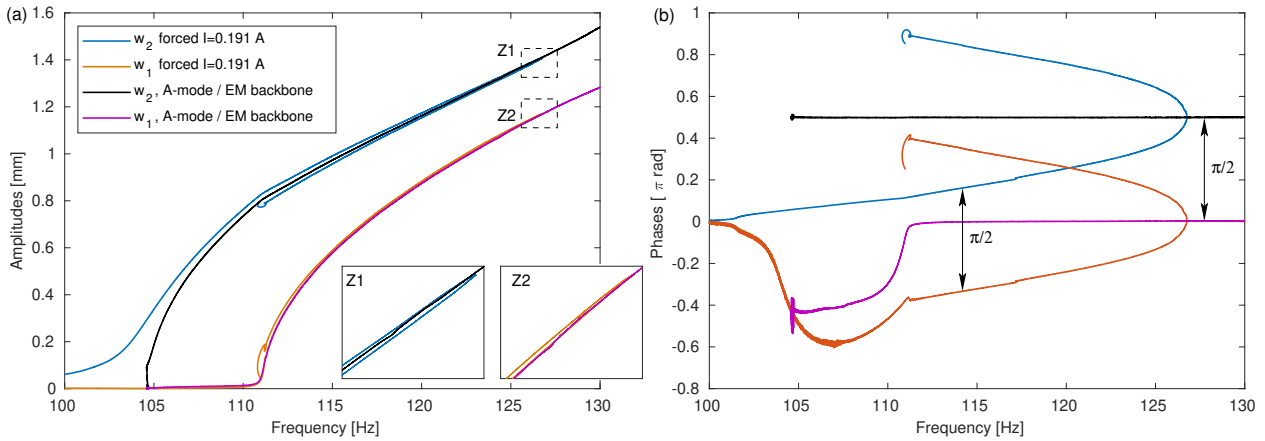 (a)
1.6
1.4
1.2
1
0.8
0.6
0.4
0.2
0
Amplitudes [mm]
w2 forced I=0.191 A
w1 forced I=0.191 A
w2, A-mode / EM backbone
w1, A-mode / EM backbone
Z1
Z2
Z1
Z2
100
105
110
115
120
125
130
Frequency [Hz]
(b)
1
0.8
0.6
0.4
0.2
0
-0.2
-0.4
-0.6
-0.8
Phases [ π rad]
π/2
π/2
100
105
110
115
120
125
130
Frequency [Hz]